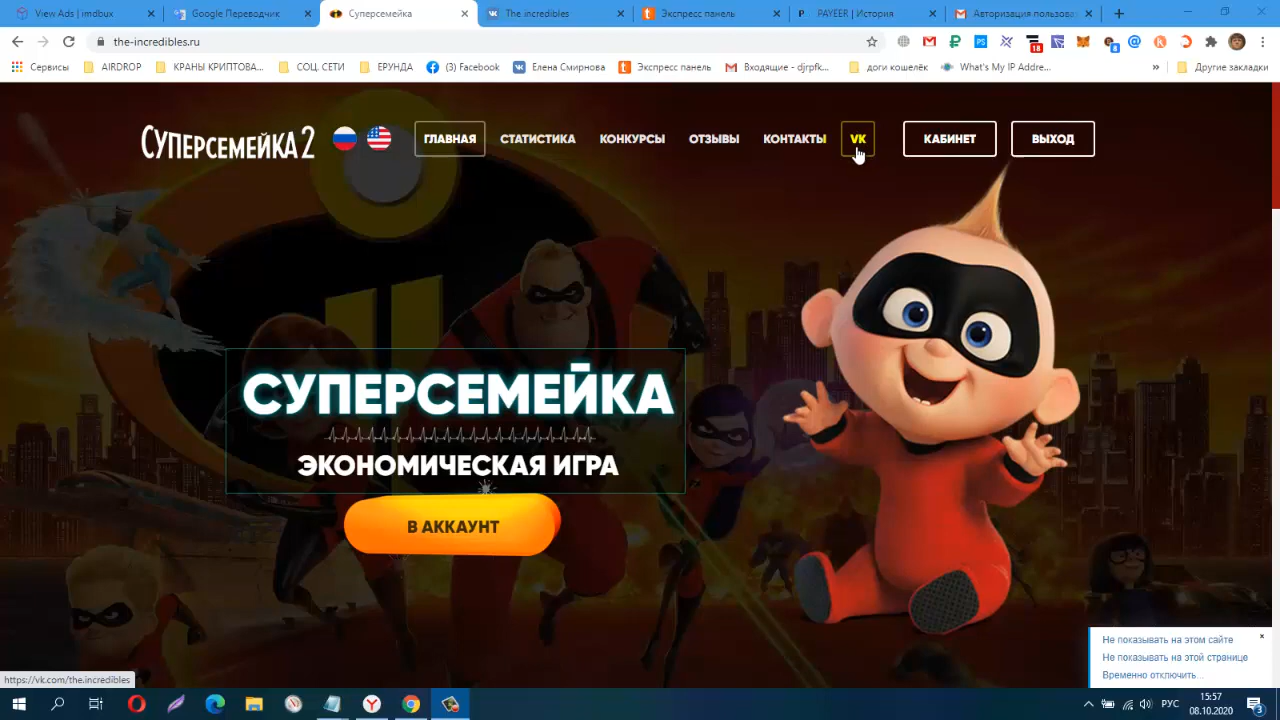 View Ads | imdbux
Google Переводчик
Суперсемейка
The incredibles
Экспресс панель
PAYEER | История
Авторизация пользова
the-incredibles.ru
18
8
Сервисы
AIRDROP
КРАНЫ КРИПТОВА...
СОЦ. СЕТИ
ЕРУНДА
(3) Facebook
Елена Смирнова
Экспресс панель
Входящие - djrpfk...
доги кошелёк
What's My IP Addre...
»
Другие закладки
СУПЕРСЕМЕЙКА 2
ГЛАВНАЯ
СТАТИСТИКА
КОНКУРСЫ
ОТЗЫВЫ
КОНТАКТЫ
VK
КАБИНЕТ
ВЫХОД
СУПЕРСЕМЕЙКА
ЭКОНОМИЧЕСКАЯ ИГРА
В АККАУНТ
Не показывать на этом сайте
Не показывать на этой странице
Временно отключить...
https://vk.com/the.incredibles
РУС
15:57
08.10.2020
3